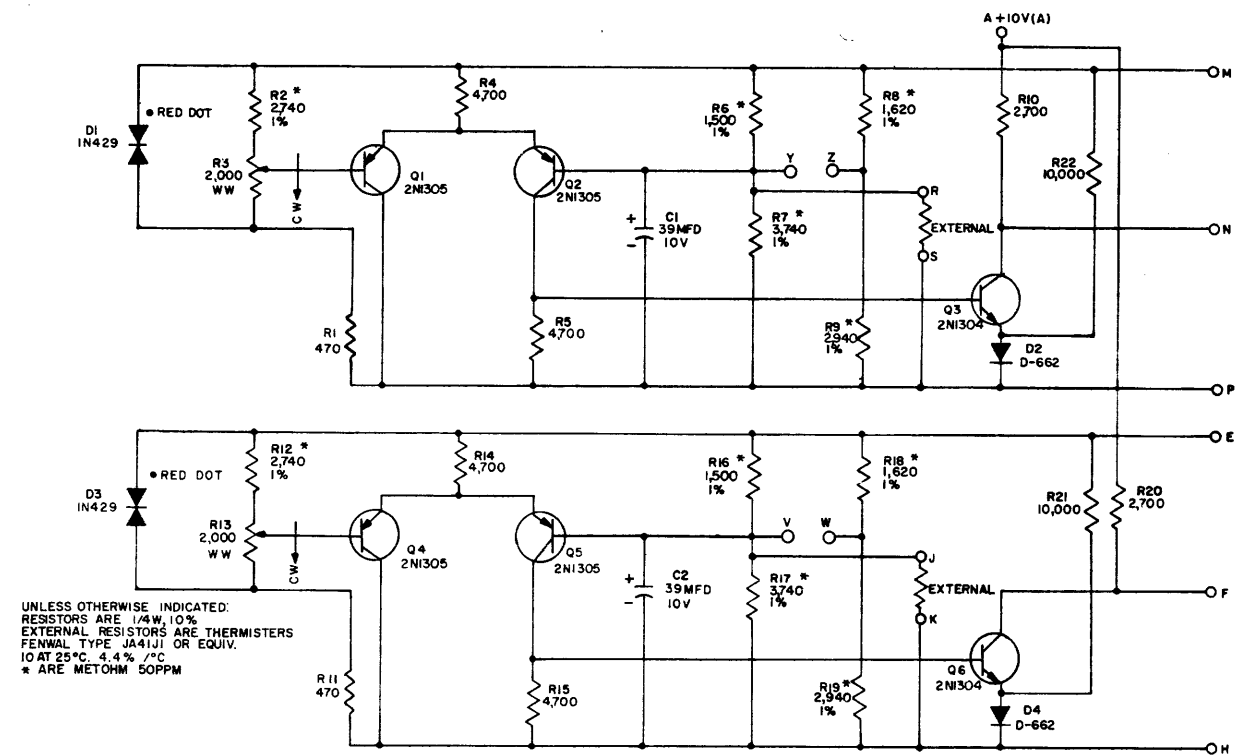 A +10V(A)
M
R2 *
2,740
1%
R4
4,700
R6 *
1,500
1%
R8 *
1,620
1%
R10
2,700
● RED DOT
D1
1N429
R3
2,000
WW
CW
Q1
2N1305
Q2
2N1305
Y
Z
R22
10,000
R
EXTERNAL
S
C1
+
39MFD
-
10V
R7 *
3,740
1%
N
Q3
2N1304
R1
470
R5
4,700
R9 *
2,940
1%
D2
D-662
P
E
R12 *
2,740
1%
R14
4,700
R16 *
1,500
1%
R18 *
1,620
1%
● RED DOT
D3
1N429
R13
2,000
WW
CW
Q4
2N1305
Q5
2N1305
V
W
R21
10,000
R20
2,700
J
EXTERNAL
K
C2
+
39MFD
-
10V
R17 *
3,740
1%
F
UNLESS OTHERWISE INDICATED:
RESISTORS ARE 1/4W, 10%
EXTERNAL RESISTORS ARE THERMISTERS
FENWAL TYPE JA41J1 OR EQUIV.
10 AT 25°C. 4.4% /°C
* ARE METOHM 50PPM
R11
470
R15
4,700
R19 *
2,940
1%
Q6
2N1304
D4
D-662
H